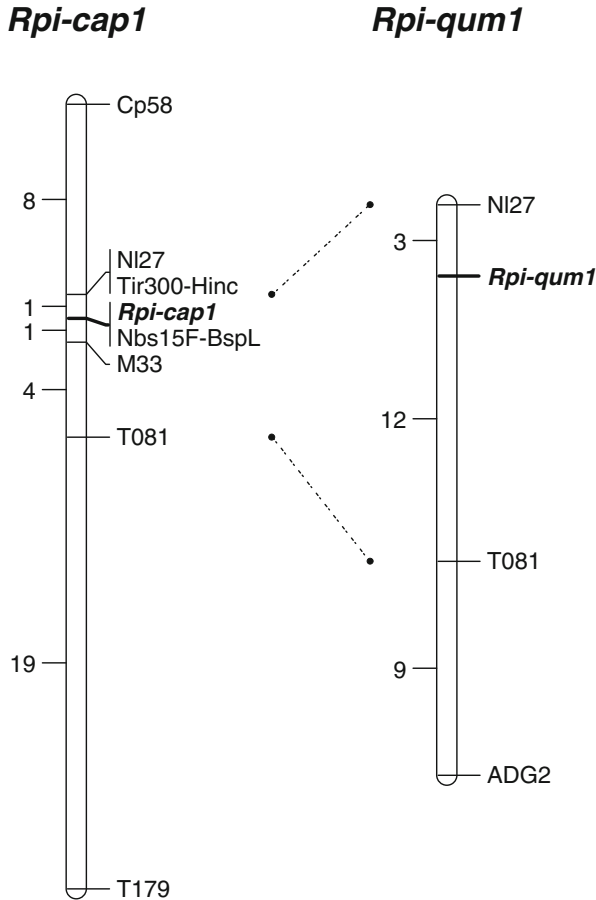 Rpi-cap1
Rpi-qum1
Cp58
8
Nl27
Tir300-Hinc
1
Rpi-cap1
1
Nbs15F-BspL
M33
4
T081
19
T179
Nl27
3
Rpi-qum1
12
T081
9
ADG2